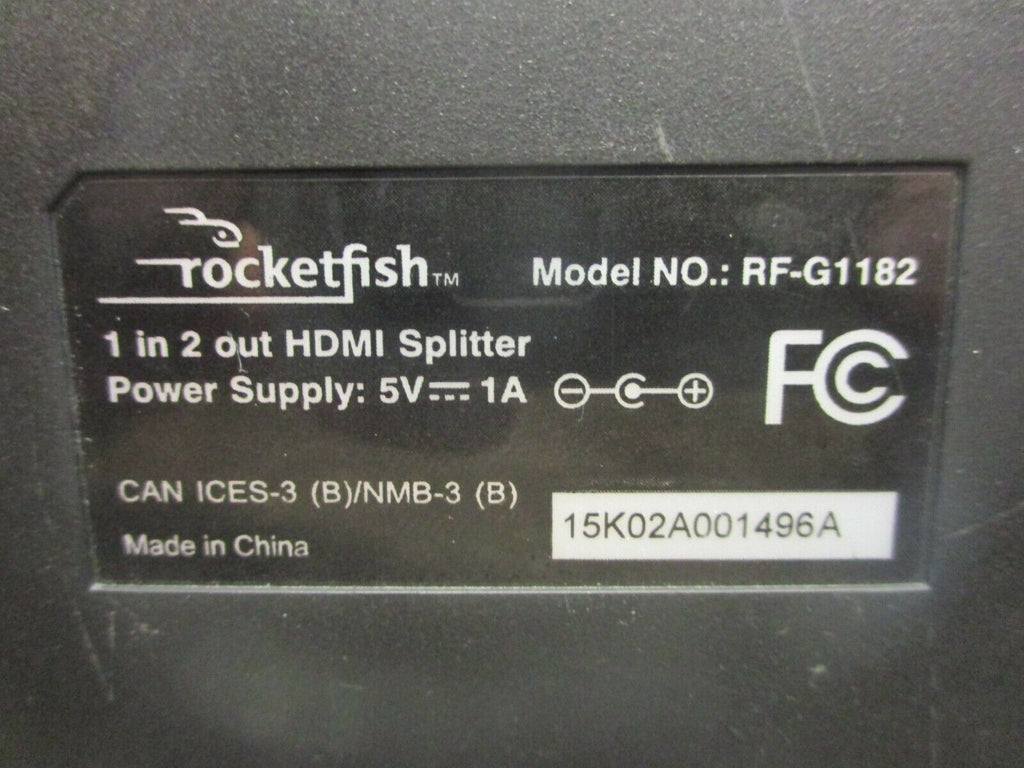 rocketfish™
Model NO.: RF-G1182
1 in 2 out HDMI Splitter
Power Supply: 5V⎓1A
FC
CAN ICES-3 (B)/NMB-3 (B)
15K02A001496A
Made in China